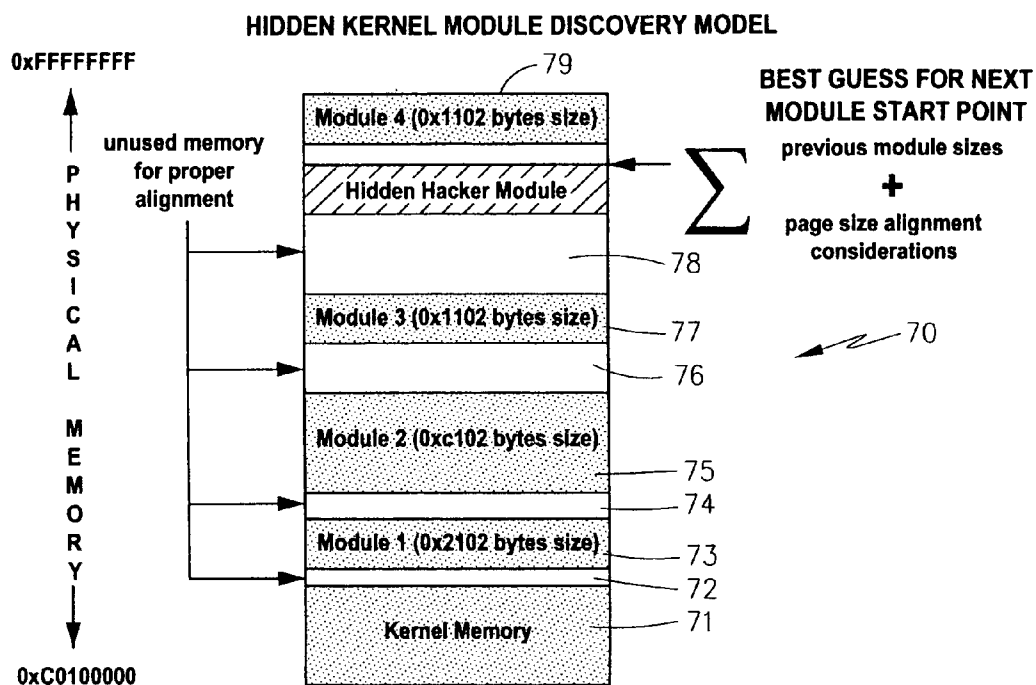 HIDDEN KERNEL MODULE DISCOVERY MODEL
0xFFFFFFFF
PHYSICAL MEMORY
0xC0100000
unused memory
for proper
alignment
79
Module 4 (0x1102 bytes size)
Hidden Hacker Module
78
Module 3 (0x1102 bytes size)
77
76
Module 2 (0xc102 bytes size)
75
74
Module 1 (0x2102 bytes size)
73
72
Kernel Memory
71
BEST GUESS FOR NEXT
MODULE START POINT
Σ
previous module sizes
+
page size alignment
considerations
70